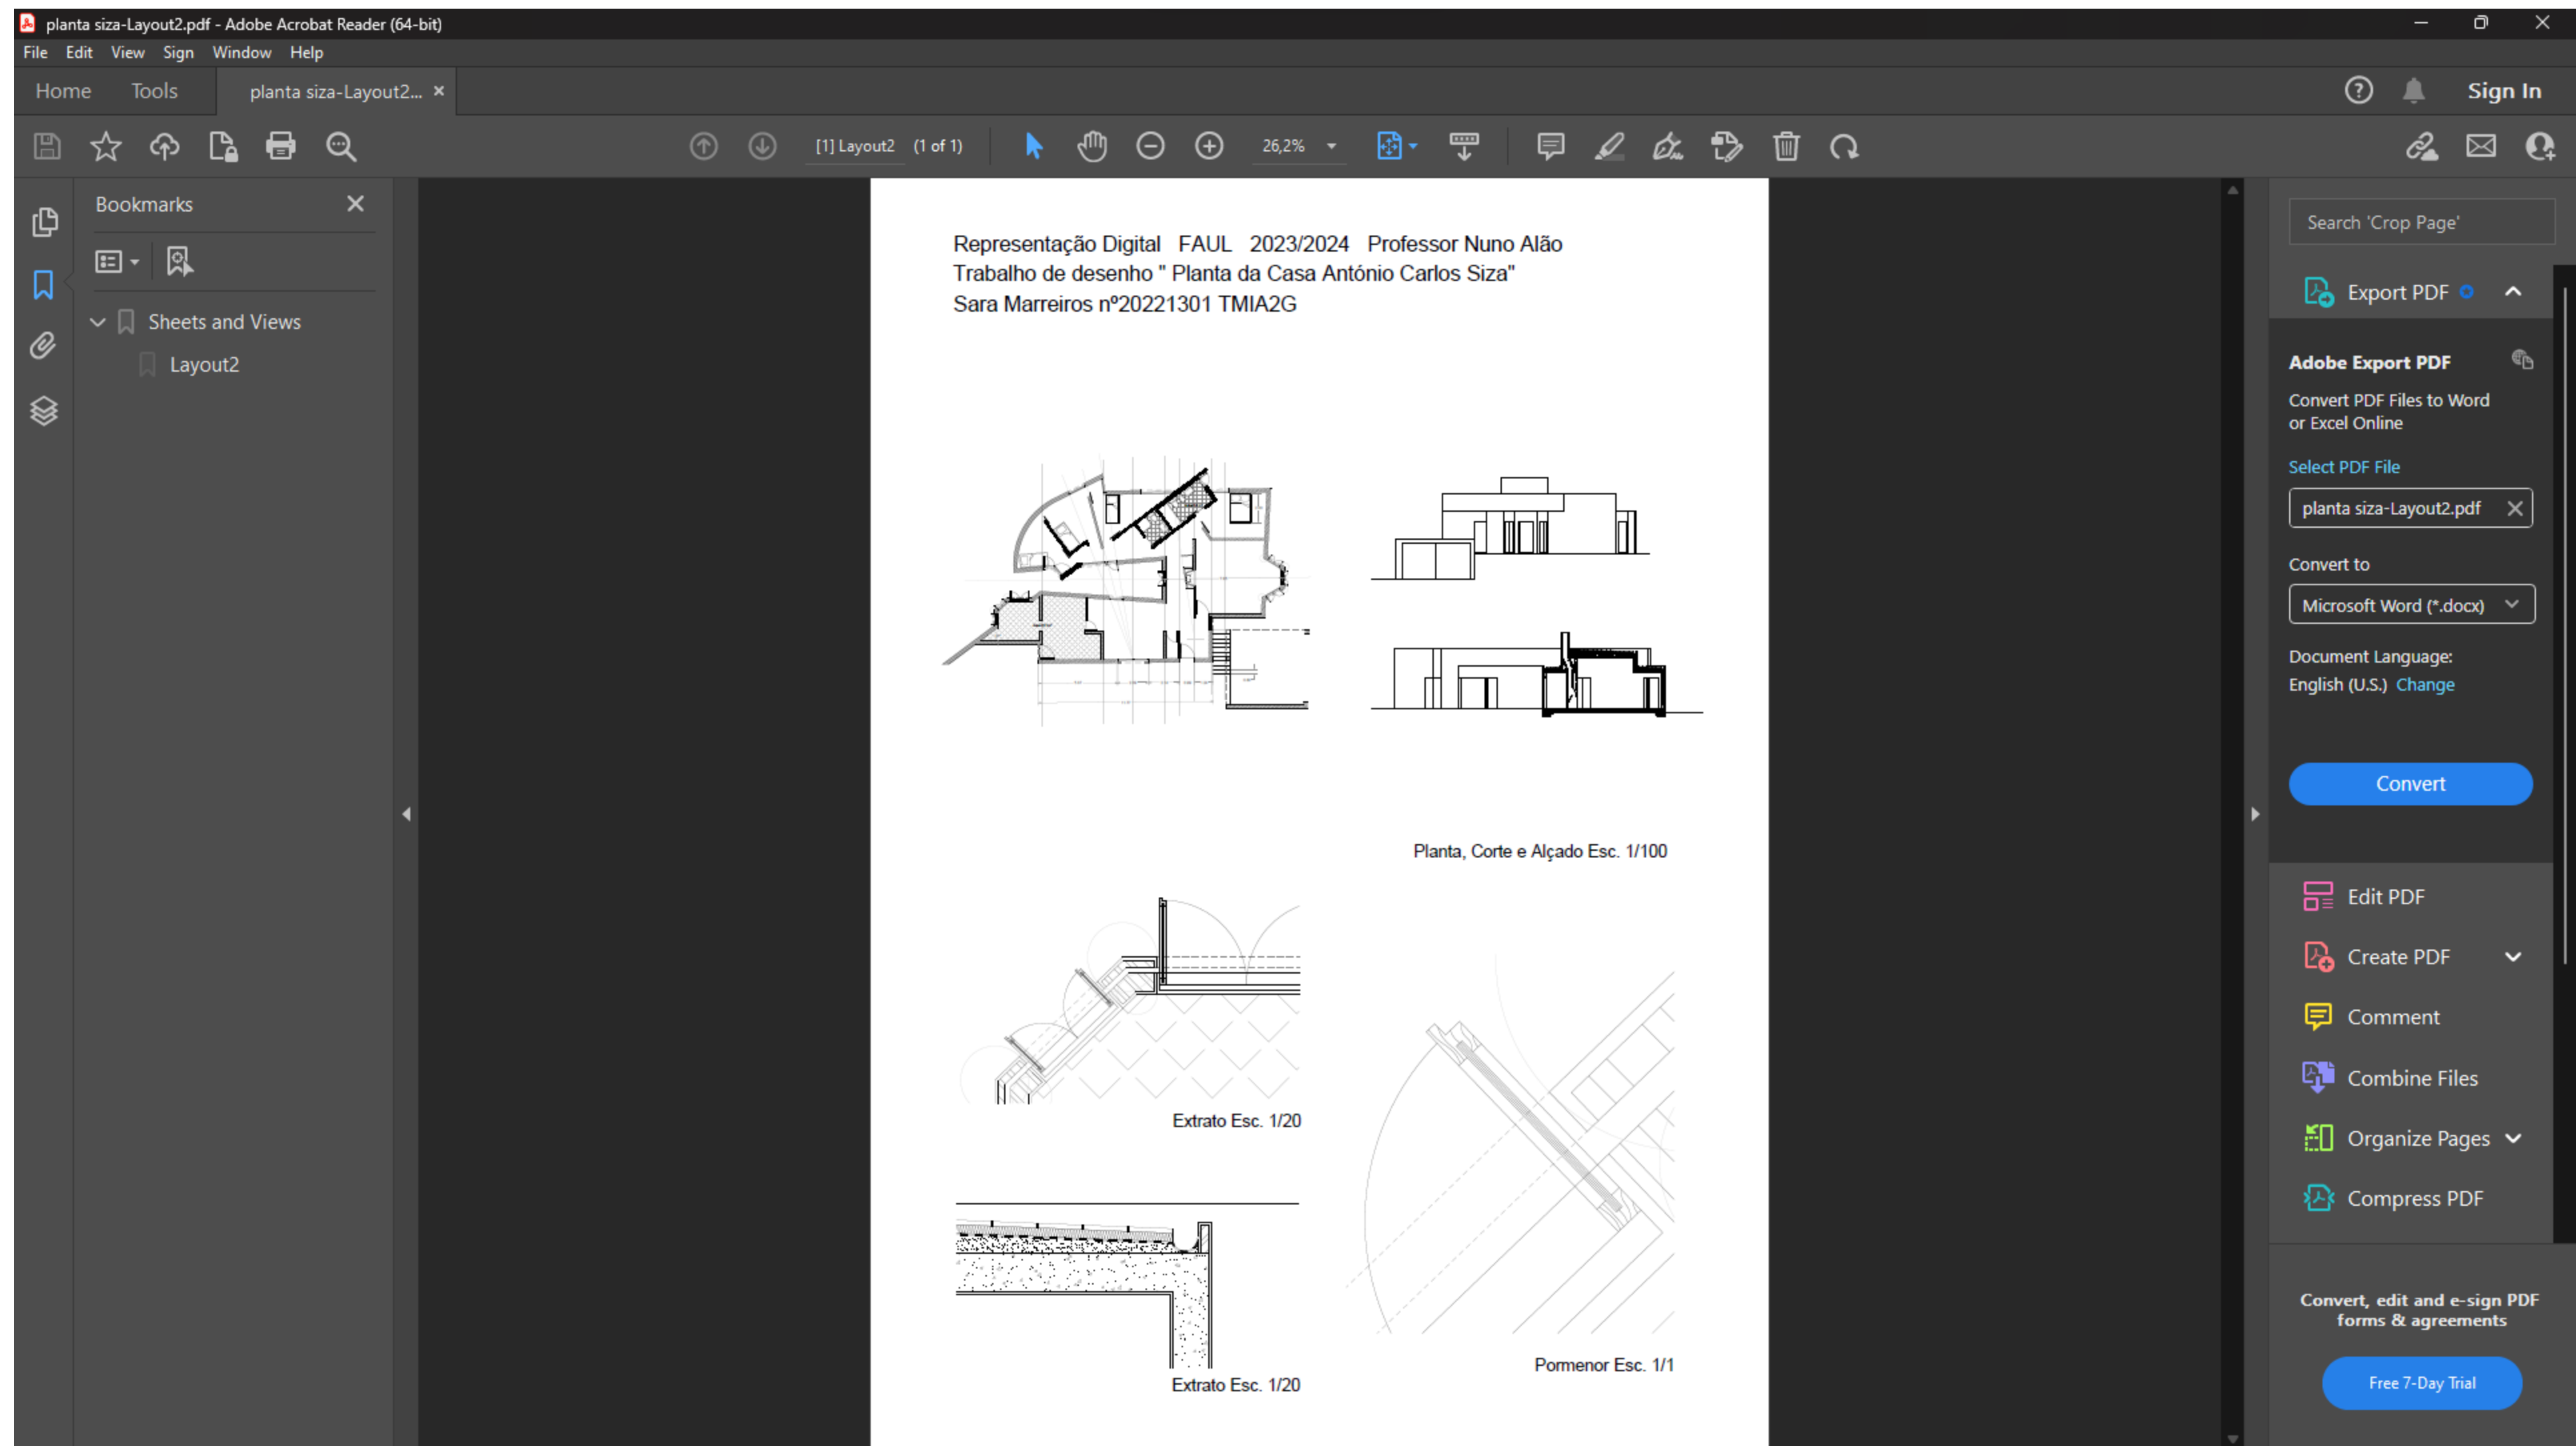 planta siza-Layout2.pdf - Adobe Acrobat Reader (64-bit)
File Edit View Sign Window Help
Home Tools planta siza-Layout2... ×
Sign In
[1] Layout2 (1 of 1)
26,2%
Bookmarks
Sheets and Views
Layout2
Representação Digital FAUL 2023/2024 Professor Nuno Alão
Trabalho de desenho " Planta da Casa António Carlos Siza"
Sara Marreiros nº20221301 TMIA2G
Planta, Corte e Alçado Esc. 1/100
Extrato Esc. 1/20
Extrato Esc. 1/20
Pormenor Esc. 1/1
Search 'Crop Page'
Export PDF
Adobe Export PDF
Convert PDF Files to Word
or Excel Online
Select PDF File
planta siza-Layout2.pdf
Convert to
Microsoft Word (*.docx)
Document Language:
English (U.S.) Change
Convert
Edit PDF
Create PDF
Comment
Combine Files
Organize Pages
Compress PDF
Convert, edit and e-sign PDF
forms & agreements
Free 7-Day Trial